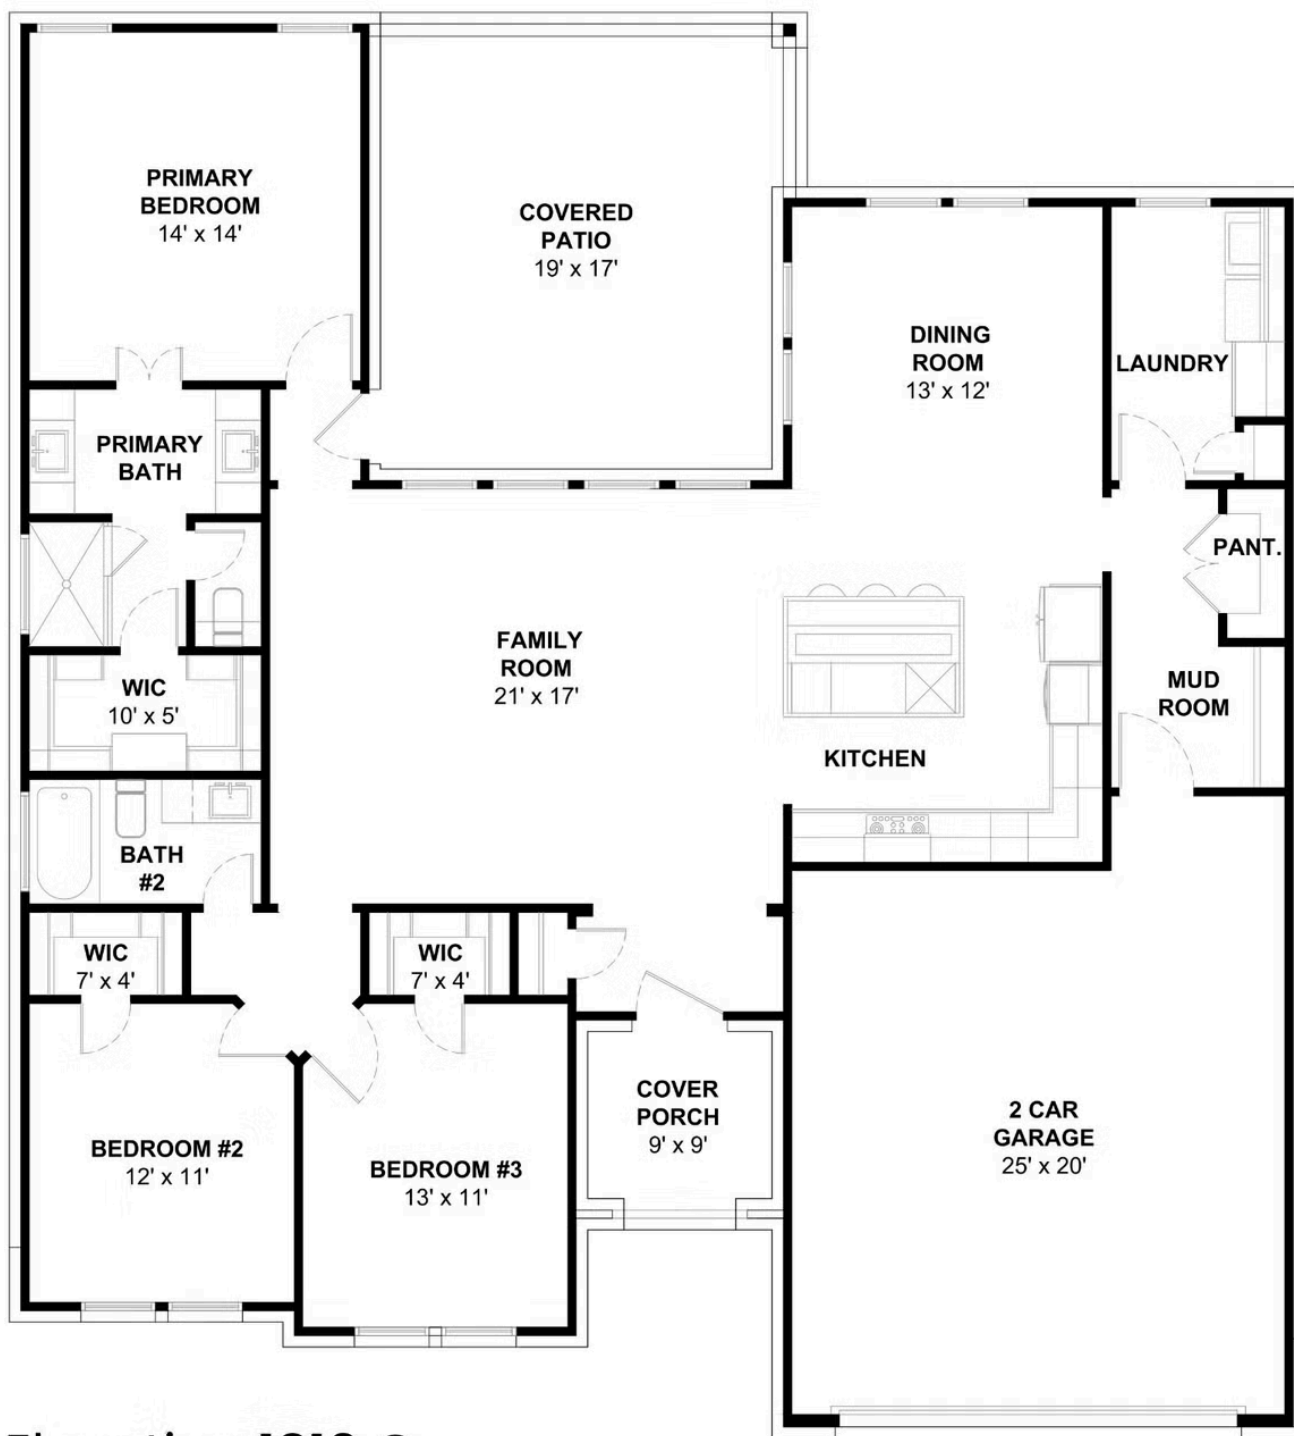 PRIMARY
BEDROOM
14' x 14'
COVERED
PATIO
19' x 17'
DINING
ROOM
13' x 12'
LAUNDRY
PRIMARY
BATH
PANT.
FAMILY
ROOM
21' x 17'
WIC
10' x 5'
MUD
ROOM
KITCHEN
BATH
#2
WIC
7' x 4'
WIC
7' x 4'
COVER
PORCH
9' x 9'
2 CAR
GARAGE
25' x 20'
BEDROOM #2
12' x 11'
BEDROOM #3
13' x 11'